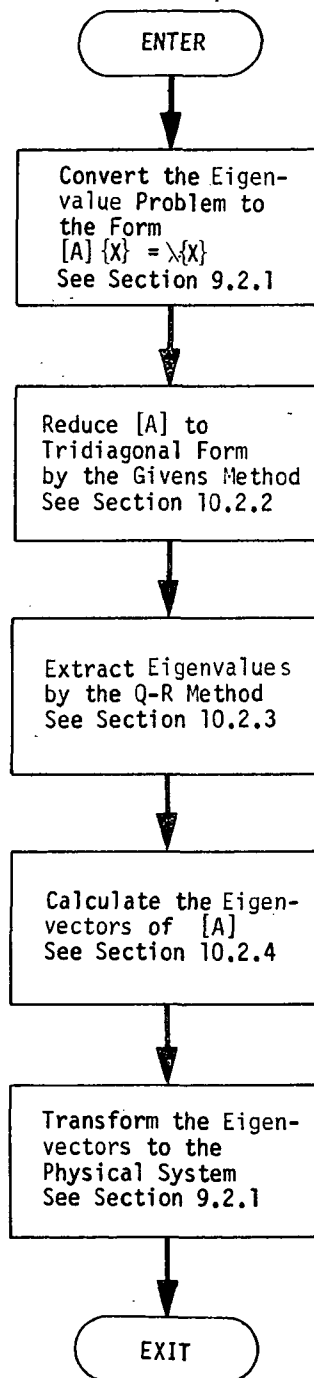 ENTER
Convert the Eigen-
value Problem to
the Form
[A] {X} = λ{X}
See Section 9.2.1
Reduce [A] to
Tridiagonal Form
by the Givens Method
See Section 10.2.2
Extract Eigenvalues
by the Q-R Method
See Section 10.2.3
Calculate the Eigen-
vectors of [A]
See Section 10.2.4
Transform the Eigen-
vectors to the
Physical System
See Section 9.2.1
EXIT